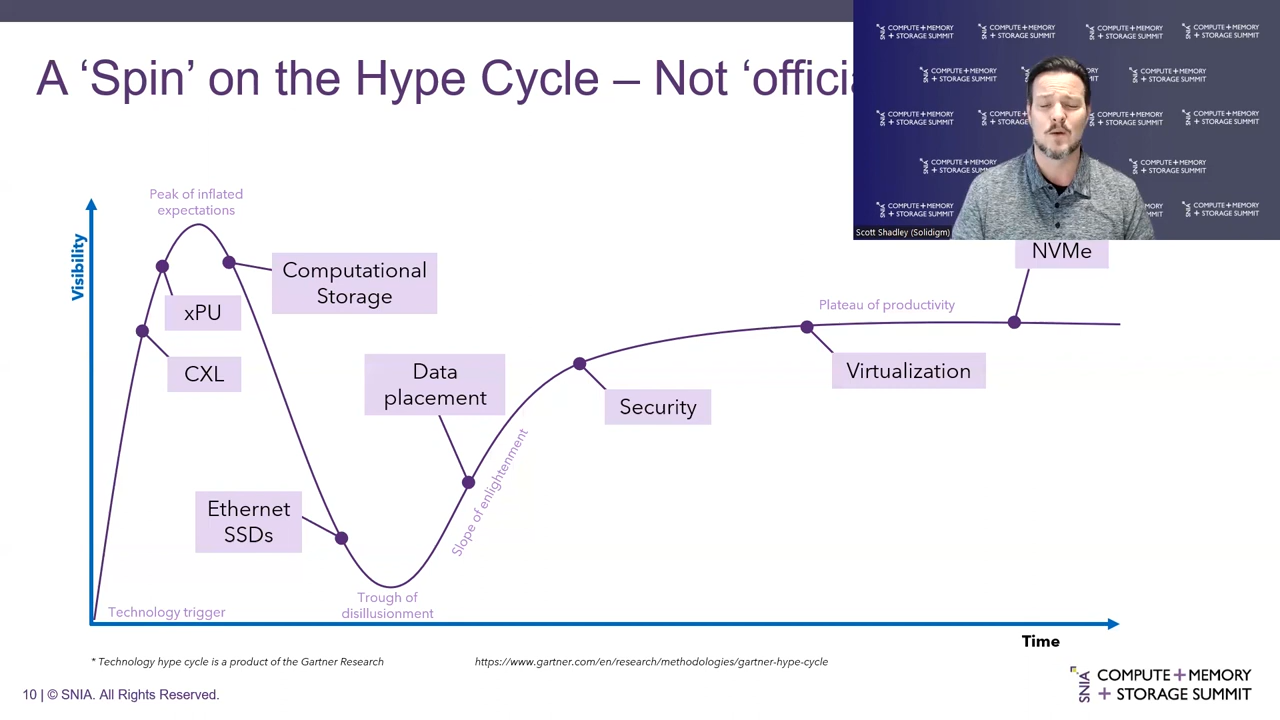 A ‘Spin’ on the Hype Cycle – Not ‘officia
SNIA COMPUTE + MEMORY + STORAGE SUMMIT
Scott Shadley (Solidigm)
Peak of inflated
expectations
Visibility
Computational
Storage
xPU
CXL
NVMe
Plateau of productivity
Virtualization
Data
placement
Security
Slope of enlightenment
Ethernet
SSDs
Trough of
disillusionment
Technology trigger
Time
* Technology hype cycle is a product of the Gartner Research
https://www.gartner.com/en/research/methodologies/gartner-hype-cycle
10 | © SNIA. All Rights Reserved.
SNIA
COMPUTE + MEMORY
+ STORAGE SUMMIT